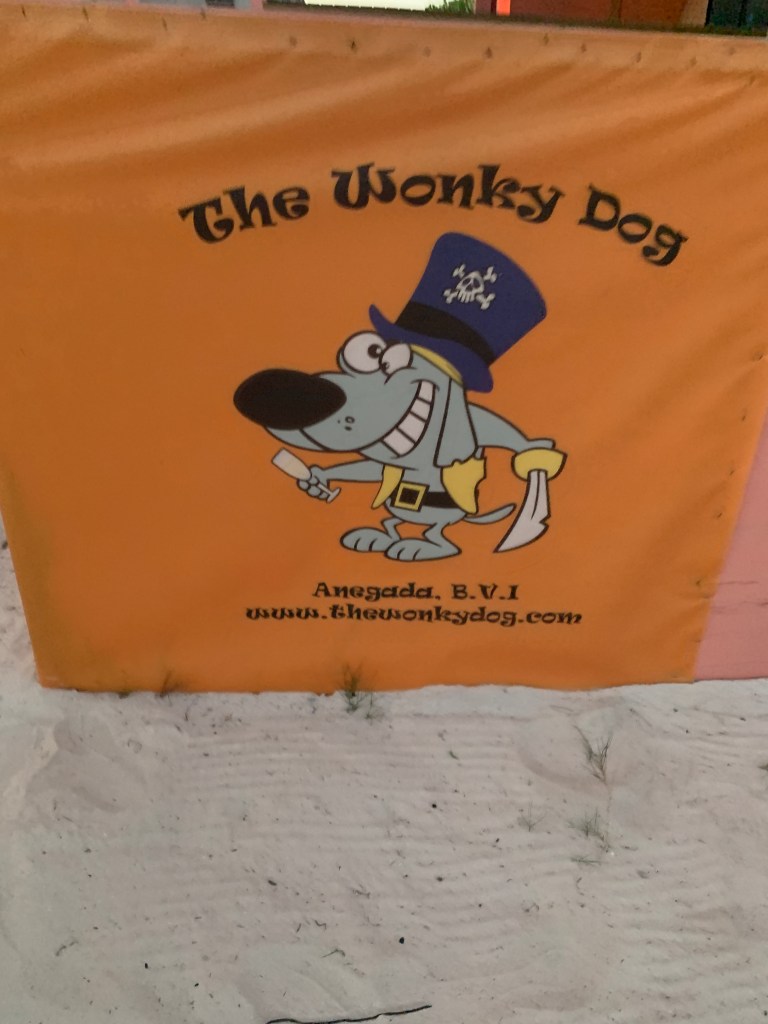 The Wonky Dog
Anegada. B.V.I
www.thewonkydog.com